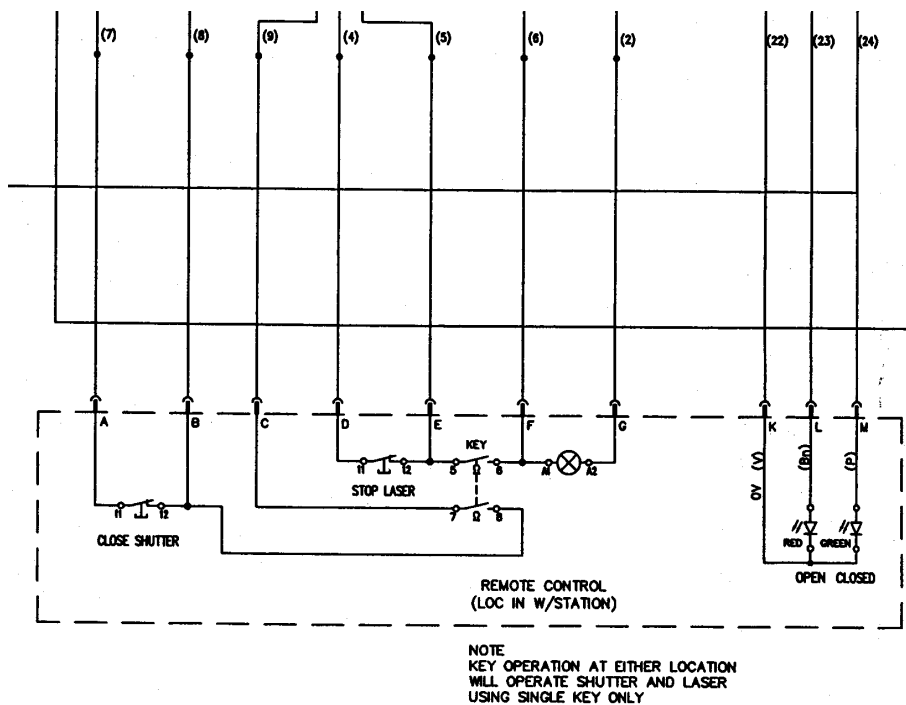 (7) (8) (9) (4) (5) (6) (2) (22) (23) (24)
A B C D E F G K L M
KEY
11 12 5 6 A1 A2
STOP LASER
0V (V) (Bn) (P)
7 8
11 12
CLOSE SHUTTER
RED GREEN
OPEN CLOSED
REMOTE CONTROL
(LOC IN W/STATION)
NOTE
KEY OPERATION AT EITHER LOCATION
WILL OPERATE SHUTTER AND LASER
USING SINGLE KEY ONLY